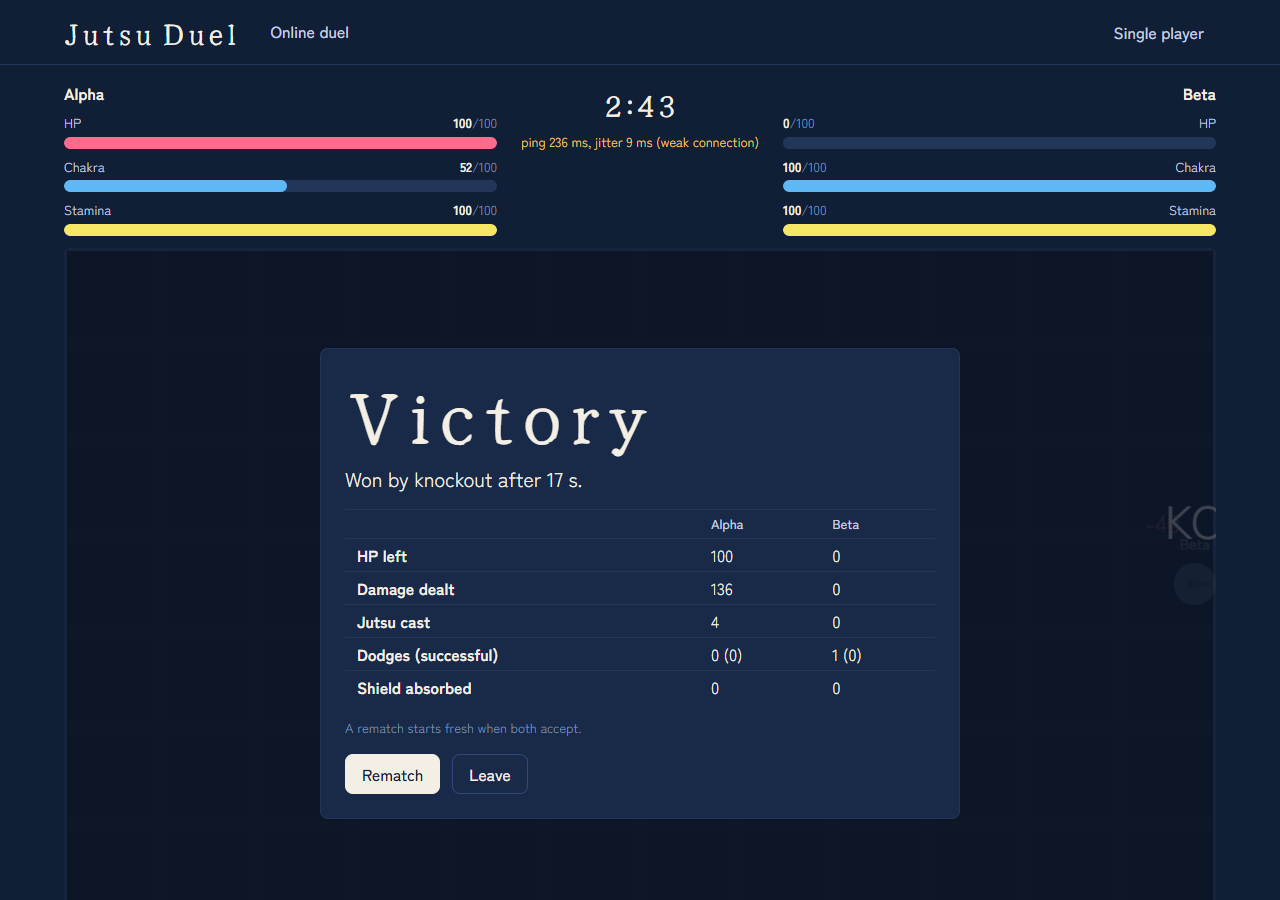 Jutsu Duel Online duel Single player
Alpha 2:43 Beta
HP 100/100 0/100 HP
ping 236 ms, jitter 9 ms (weak connection)
Chakra 52/100 100/100 Chakra
Stamina 100/100 100/100 Stamina
Victory
Won by knockout after 17 s.
Alpha Beta
HP left 100 0
Damage dealt 136 0
Jutsu cast 4 0
Dodges (successful) 0 (0) 1 (0)
Shield absorbed 0 0
A rematch starts fresh when both accept.
Rematch Leave
Beta